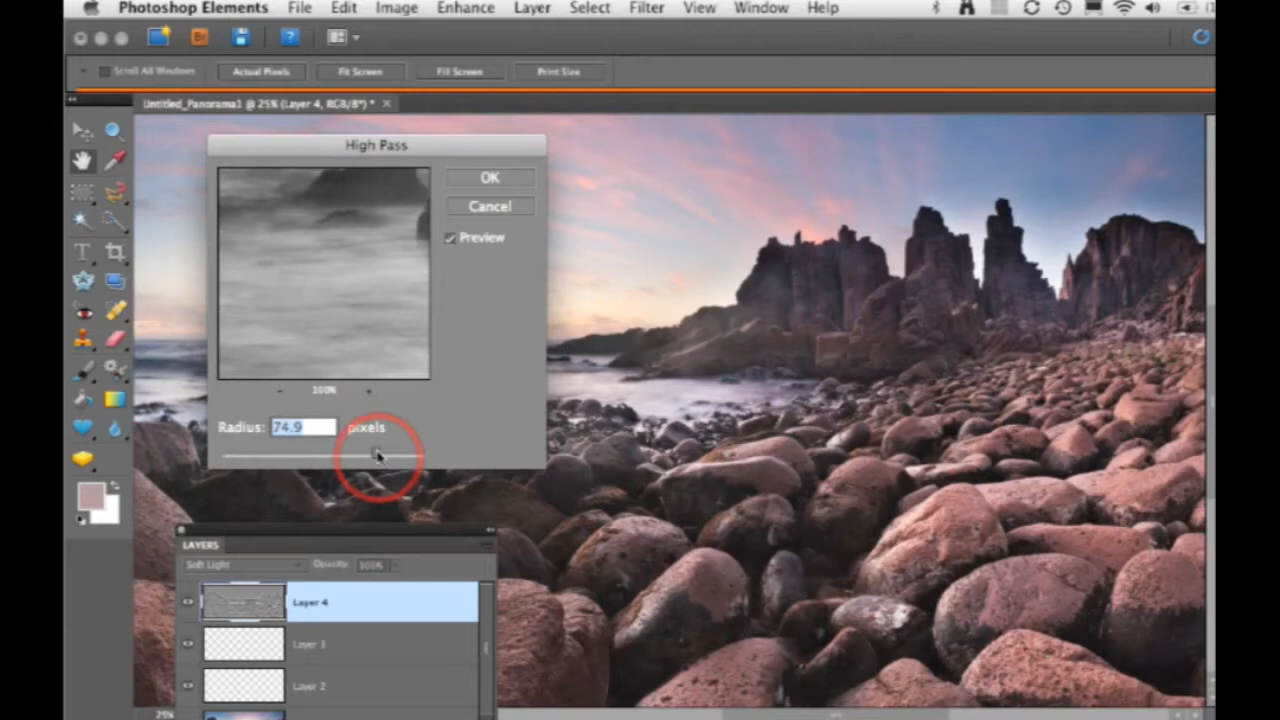 Photoshop Elements File Edit Image Enhance Layer Select Filter View Window Help
Br ?
Scroll All Windows Actual Pixels Fit Screen Fill Screen Print Size
Untitled_Panorama1 @ 25% (Layer 4, RGB/8*) * ×
High Pass
OK
Cancel
Preview
- 100% +
Radius: 74.9 pixels
T
LAYERS
Soft Light Opacity: 100%
Layer 4
Layer 3
Layer 2
25%